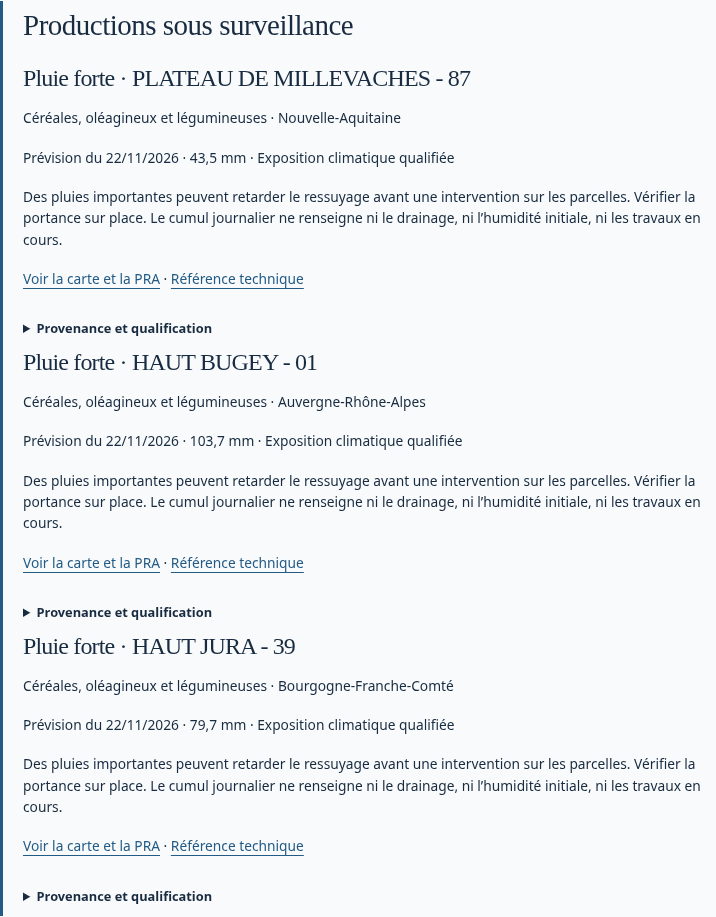 Productions sous surveillance
Pluie forte · PLATEAU DE MILLEVACHES - 87
Céréales, oléagineux et légumineuses · Nouvelle-Aquitaine
Prévision du 22/11/2026 · 43,5 mm · Exposition climatique qualifiée
Des pluies importantes peuvent retarder le ressuyage avant une intervention sur les parcelles. Vérifier la
portance sur place. Le cumul journalier ne renseigne ni le drainage, ni l’humidité initiale, ni les travaux en
cours.
Voir la carte et la PRA · Référence technique
▶ Provenance et qualification
Pluie forte · HAUT BUGEY - 01
Céréales, oléagineux et légumineuses · Auvergne-Rhône-Alpes
Prévision du 22/11/2026 · 103,7 mm · Exposition climatique qualifiée
Des pluies importantes peuvent retarder le ressuyage avant une intervention sur les parcelles. Vérifier la
portance sur place. Le cumul journalier ne renseigne ni le drainage, ni l’humidité initiale, ni les travaux en
cours.
Voir la carte et la PRA · Référence technique
▶ Provenance et qualification
Pluie forte · HAUT JURA - 39
Céréales, oléagineux et légumineuses · Bourgogne-Franche-Comté
Prévision du 22/11/2026 · 79,7 mm · Exposition climatique qualifiée
Des pluies importantes peuvent retarder le ressuyage avant une intervention sur les parcelles. Vérifier la
portance sur place. Le cumul journalier ne renseigne ni le drainage, ni l’humidité initiale, ni les travaux en
cours.
Voir la carte et la PRA · Référence technique
▶ Provenance et qualification